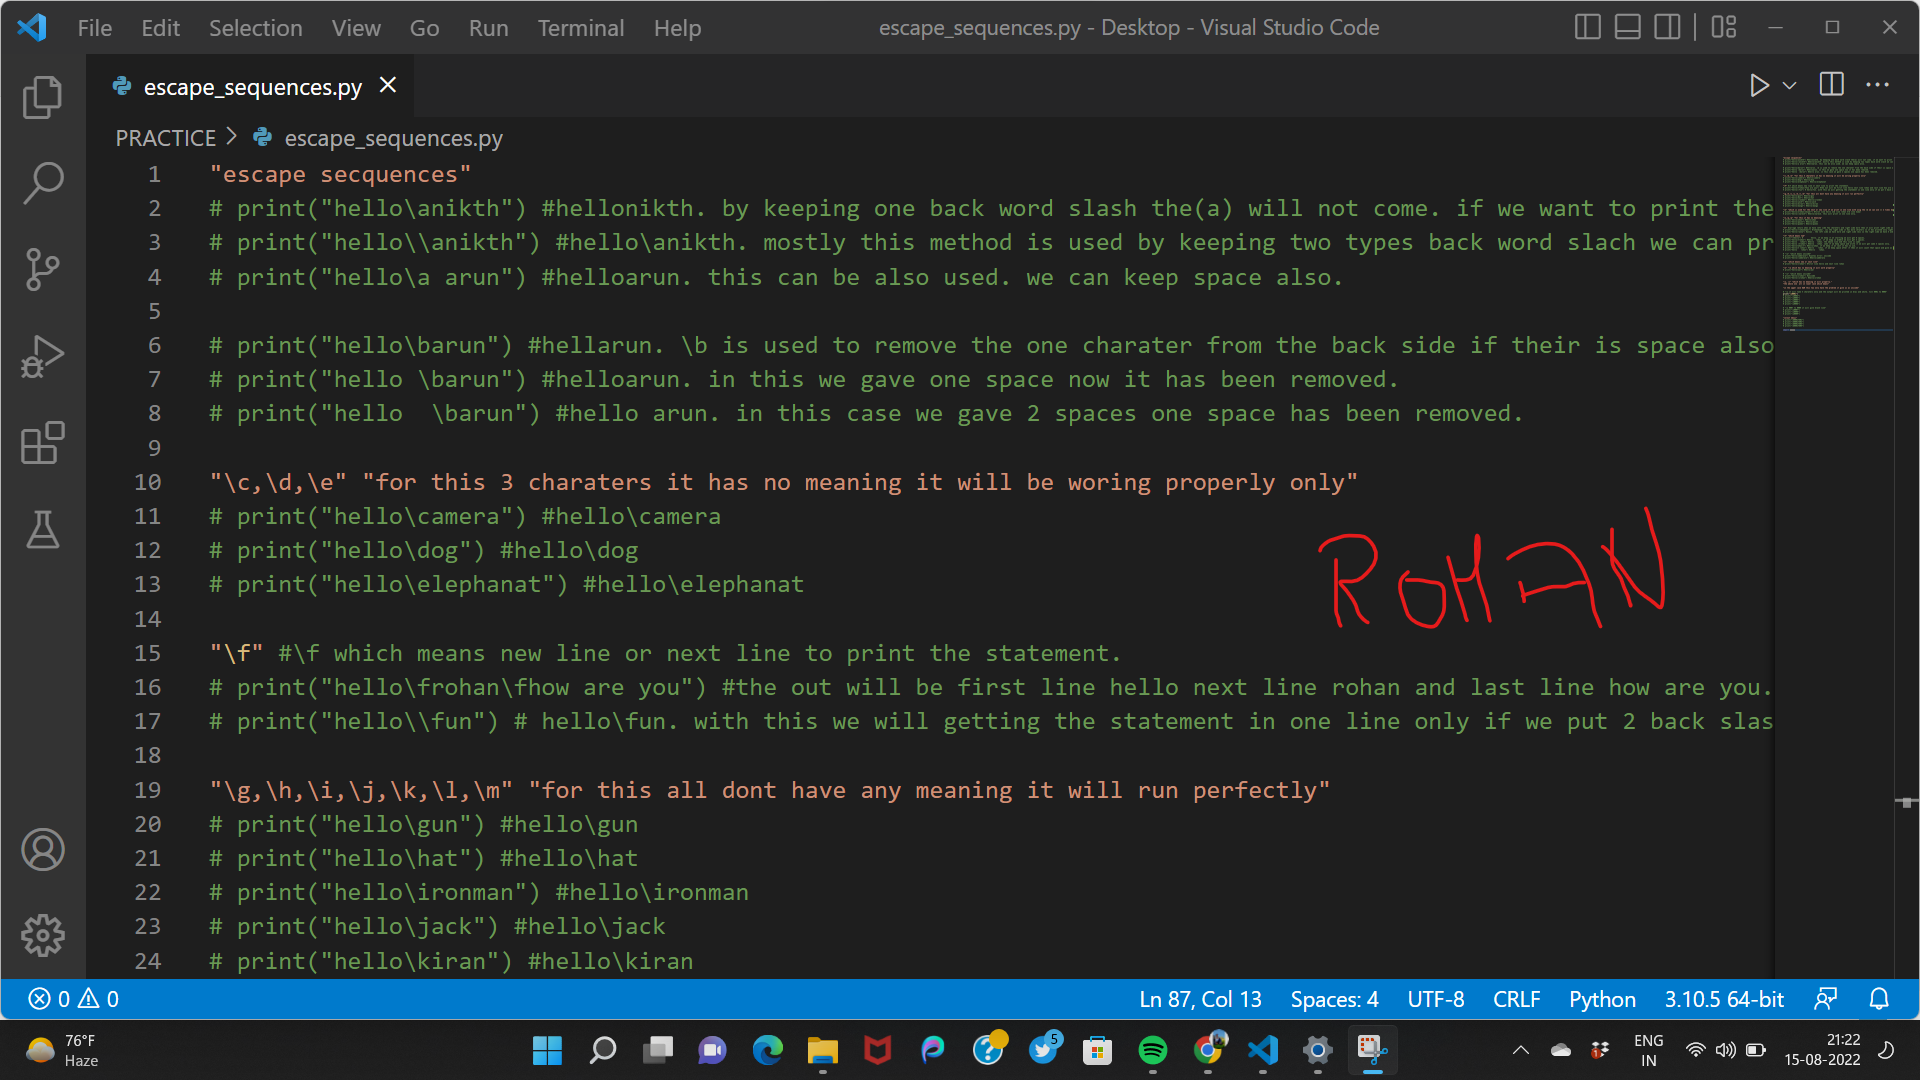 File Edit Selection View Go Run Terminal Help escape_sequences.py - Desktop - Visual Studio Code
escape_sequences.py
PRACTICE > escape_sequences.py
1 "escape secquences"
2 # print("hello\anikth") #hellonikth. by keeping one back word slash the(a) will not come. if we want to print the
3 # print("hello\\anikth") #hello\anikth. mostly this method is used by keeping two types back word slach we can pr
4 # print("hello\a arun") #helloarun. this can be also used. we can keep space also.
5
6 # print("hello\barun") #hellarun. \b is used to remove the one charater from the back side if their is space also
7 # print("hello \barun") #helloarun. in this we gave one space now it has been removed.
8 # print("hello  \barun") #hello arun. in this case we gave 2 spaces one space has been removed.
9
10 "\c,\d,\e" "for this 3 charaters it has no meaning it will be woring properly only"
11 # print("hello\camera") #hello\camera
12 # print("hello\dog") #hello\dog
13 # print("hello\elephanat") #hello\elephanat
ROHAN
14
15 "\f" #\f which means new line or next line to print the statement.
16 # print("hello\frohan\fhow are you") #the out will be first line hello next line rohan and last line how are you.
17 # print("hello\\fun") # hello\fun. with this we will getting the statement in one line only if we put 2 back slas
18
19 "\g,\h,\i,\j,\k,\l,\m" "for this all dont have any meaning it will run perfectly"
20 # print("hello\gun") #hello\gun
21 # print("hello\hat") #hello\hat
22 # print("hello\ironman") #hello\ironman
23 # print("hello\jack") #hello\jack
24 # print("hello\kiran") #hello\kiran
0 0 Ln 87, Col 13 Spaces: 4 UTF-8 CRLF Python 3.10.5 64-bit
76°F
Haze
5
ENG
IN
21:22
15-08-2022